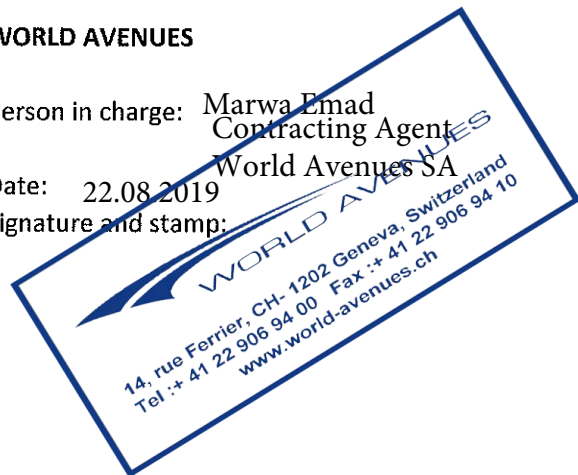 WORLD AVENUES
erson in charge: Marwa Emad
Contracting Agent
World Avenues SA
Date: 22.08.2019
ignature and stamp:
WORLD AVENUES
14, rue Ferrier, CH- 1202 Geneva, Switzerland
Tel :+ 41 22 906 94 00 Fax :+ 41 22 906 94 10
www.world-avenues.ch